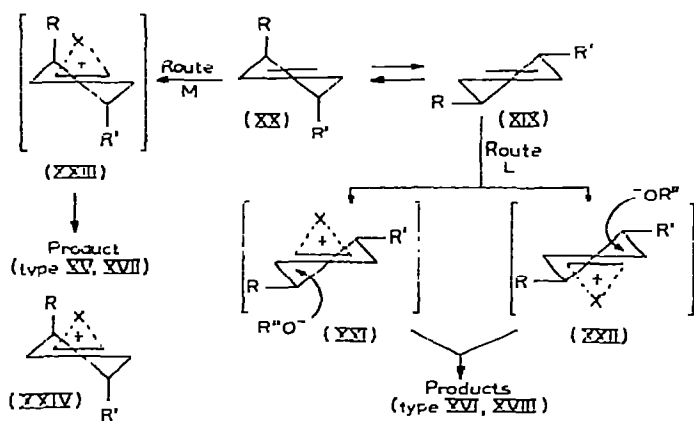 R
X
+
R'
(XXIII)
Route
M
R
R'
(XX)
R'
R
(XIX)
Route
L
Product
(type XV, XVII)
R
X
+
R'
(XXIV)
X
+
R'
R
R"O⁻
(XXI)
⁻OR"
R'
R
+
X
(XXII)
Products
(type XVI, XVIII)